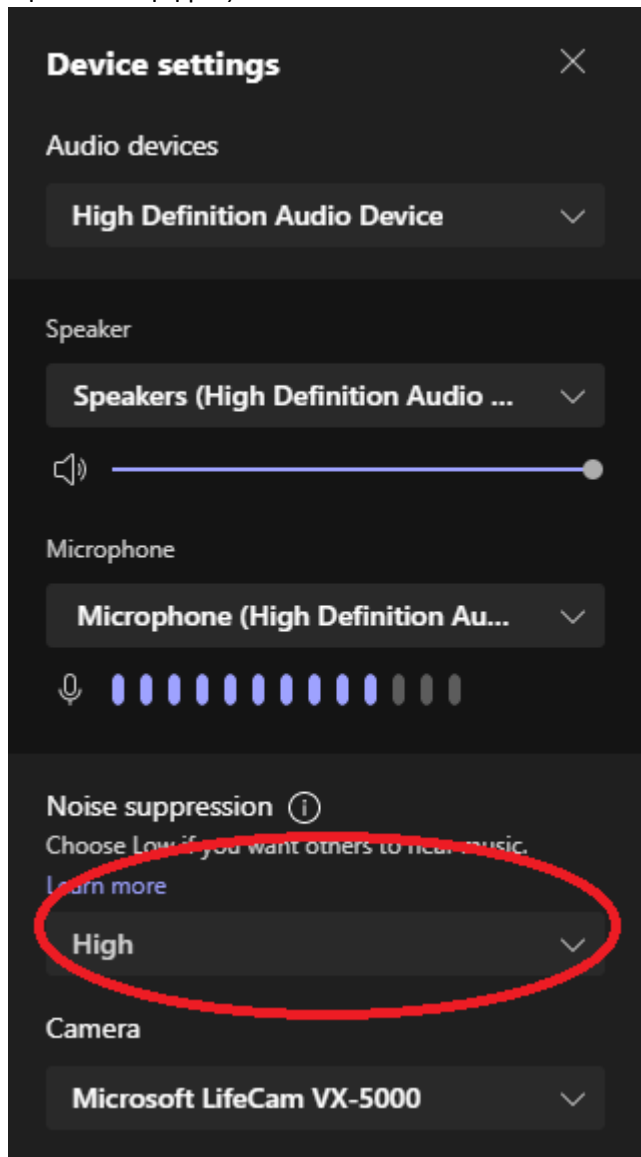 Device settings
Audio devices
High Definition Audio Device
Speaker
Speakers (High Definition Audio ...
Microphone
Microphone (High Definition Au...
Noise suppression
Choose Low if you want others to hear music.
Learn more
High
Camera
Microsoft LifeCam VX-5000